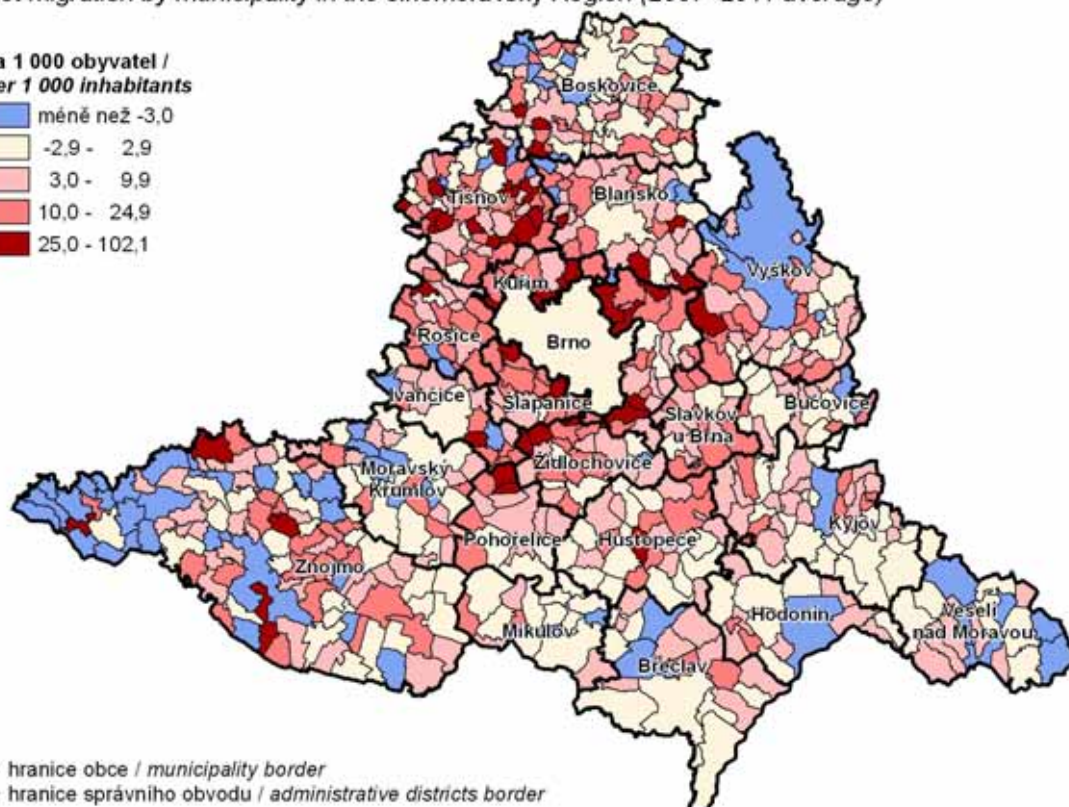 migration by municipality in the Jihomoravský Region (2007–2011 average)
1 000 obyvatel /
1 000 inhabitants
méně než -3,0
-2,9 - 2,9
3,0 - 9,9
10,0 - 24,9
25,0 - 102,1
Boskovice
Tišnov
Blansko
Vyškov
Kuřim
Rosice
Brno
Ivančice
Šlapanice
Slavkov
u Brna
Bučovice
Moravský
Krumlov
Židlochovice
Kyjov
Pohořelice
Hustopeče
Znojmo
Mikulov
Hodonín
Veselí
nad Moravou
Břeclav
hranice obce / municipality border
hranice správního obvodu / administrative districts border